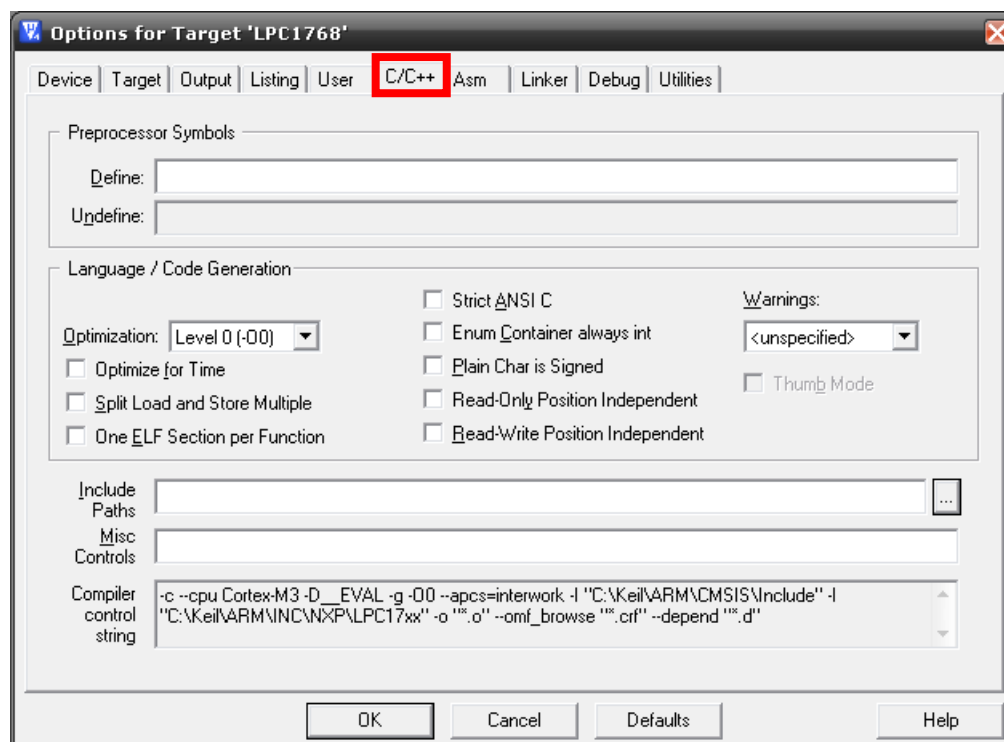 Options for Target 'LPC1768'
Device Target Output Listing User C/C++ Asm Linker Debug Utilities
Preprocessor Symbols
Define:
Undefine:
Language / Code Generation
Optimization: Level 0 (-O0)
Optimize for Time
Split Load and Store Multiple
One ELF Section per Function
Strict ANSI C
Enum Container always int
Plain Char is Signed
Read-Only Position Independent
Read-Write Position Independent
Warnings:
<unspecified>
Thumb Mode
Include
Paths
...
Misc
Controls
Compiler
control
string
-c --cpu Cortex-M3 -D__EVAL -g -O0 --apcs=interwork -I "C:\Keil\ARM\CMSIS\Include" -I
"C:\Keil\ARM\INC\NXP\LPC17xx" -o "*.o" --omf_browse "*.crf" --depend "*.d"
OK Cancel Defaults Help